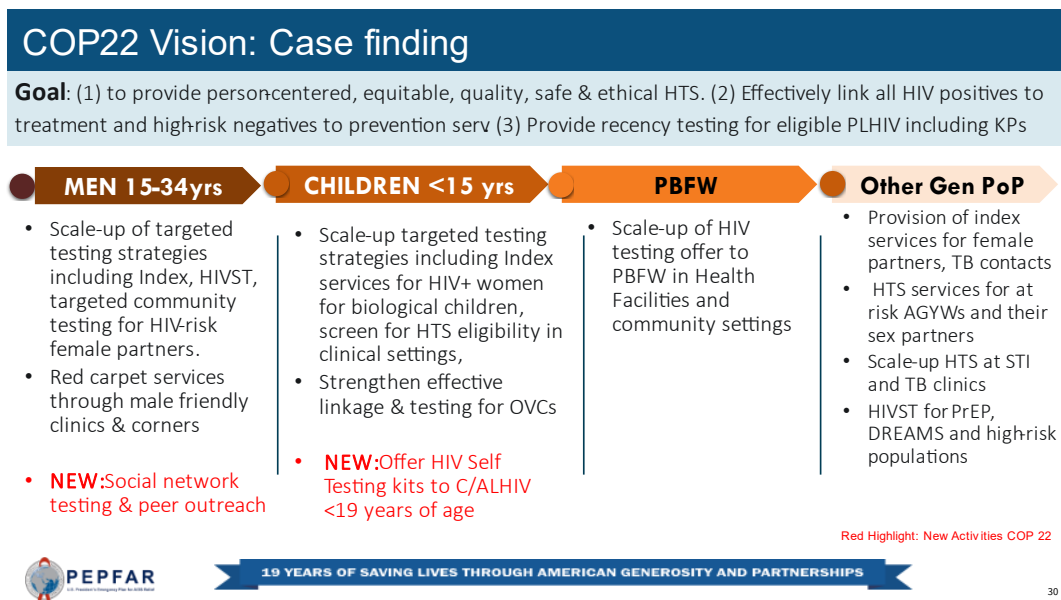 COP22 Vision: Case finding
Goal: (1) to provide person-centered, equitable, quality, safe & ethical HTS. (2) Effectively link all HIV positives to
treatment and high-risk negatives to prevention serv. (3) Provide recency testing for eligible PLHIV including KPs
MEN 15-34yrs
• Scale-up of targeted
testing strategies
including Index, HIVST,
targeted community
testing for HIV-risk
female partners.
• Red carpet services
through male friendly
clinics & corners
• NEW:Social network
testing & peer outreach
CHILDREN <15 yrs
• Scale-up targeted testing
strategies including Index
services for HIV+ women
for biological children,
screen for HTS eligibility in
clinical settings,
• Strengthen effective
linkage & testing for OVCs
• NEW:Offer HIV Self
Testing kits to C/ALHIV
<19 years of age
PBFW
• Scale-up of HIV
testing offer to
PBFW in Health
Facilities and
community settings
Other Gen PoP
• Provision of index
services for female
partners, TB contacts
• HTS services for at
risk AGYWs and their
sex partners
• Scale-up HTS at STI
and TB clinics
• HIVST for PrEP,
DREAMS and high-risk
populations
Red Highlight: New Activities COP 22
PEPFAR
U.S. President's Emergency Plan for AIDS Relief
19 YEARS OF SAVING LIVES THROUGH AMERICAN GENEROSITY AND PARTNERSHIPS
30